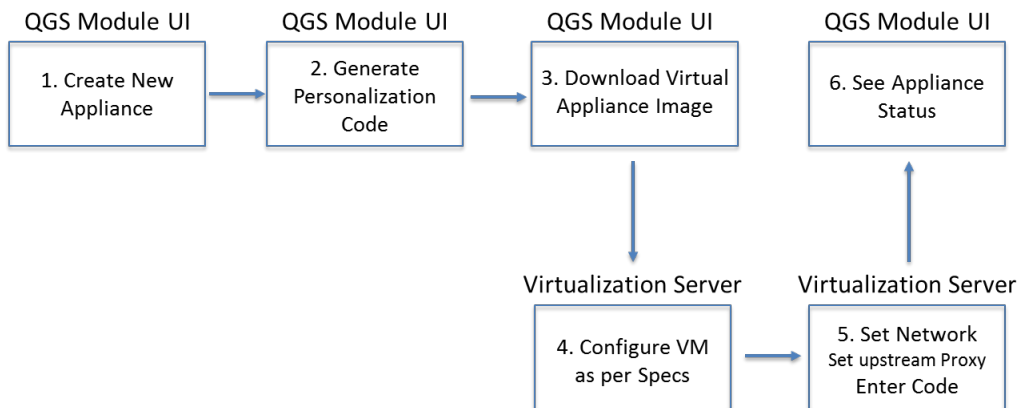 QGS Module UI
1. Create New
Appliance
QGS Module UI
2. Generate
Personalization
Code
QGS Module UI
3. Download Virtual
Appliance Image
Virtualization Server
4. Configure VM
as per Specs
Virtualization Server
5. Set Network
Set upstream Proxy
Enter Code
QGS Module UI
6. See Appliance
Status